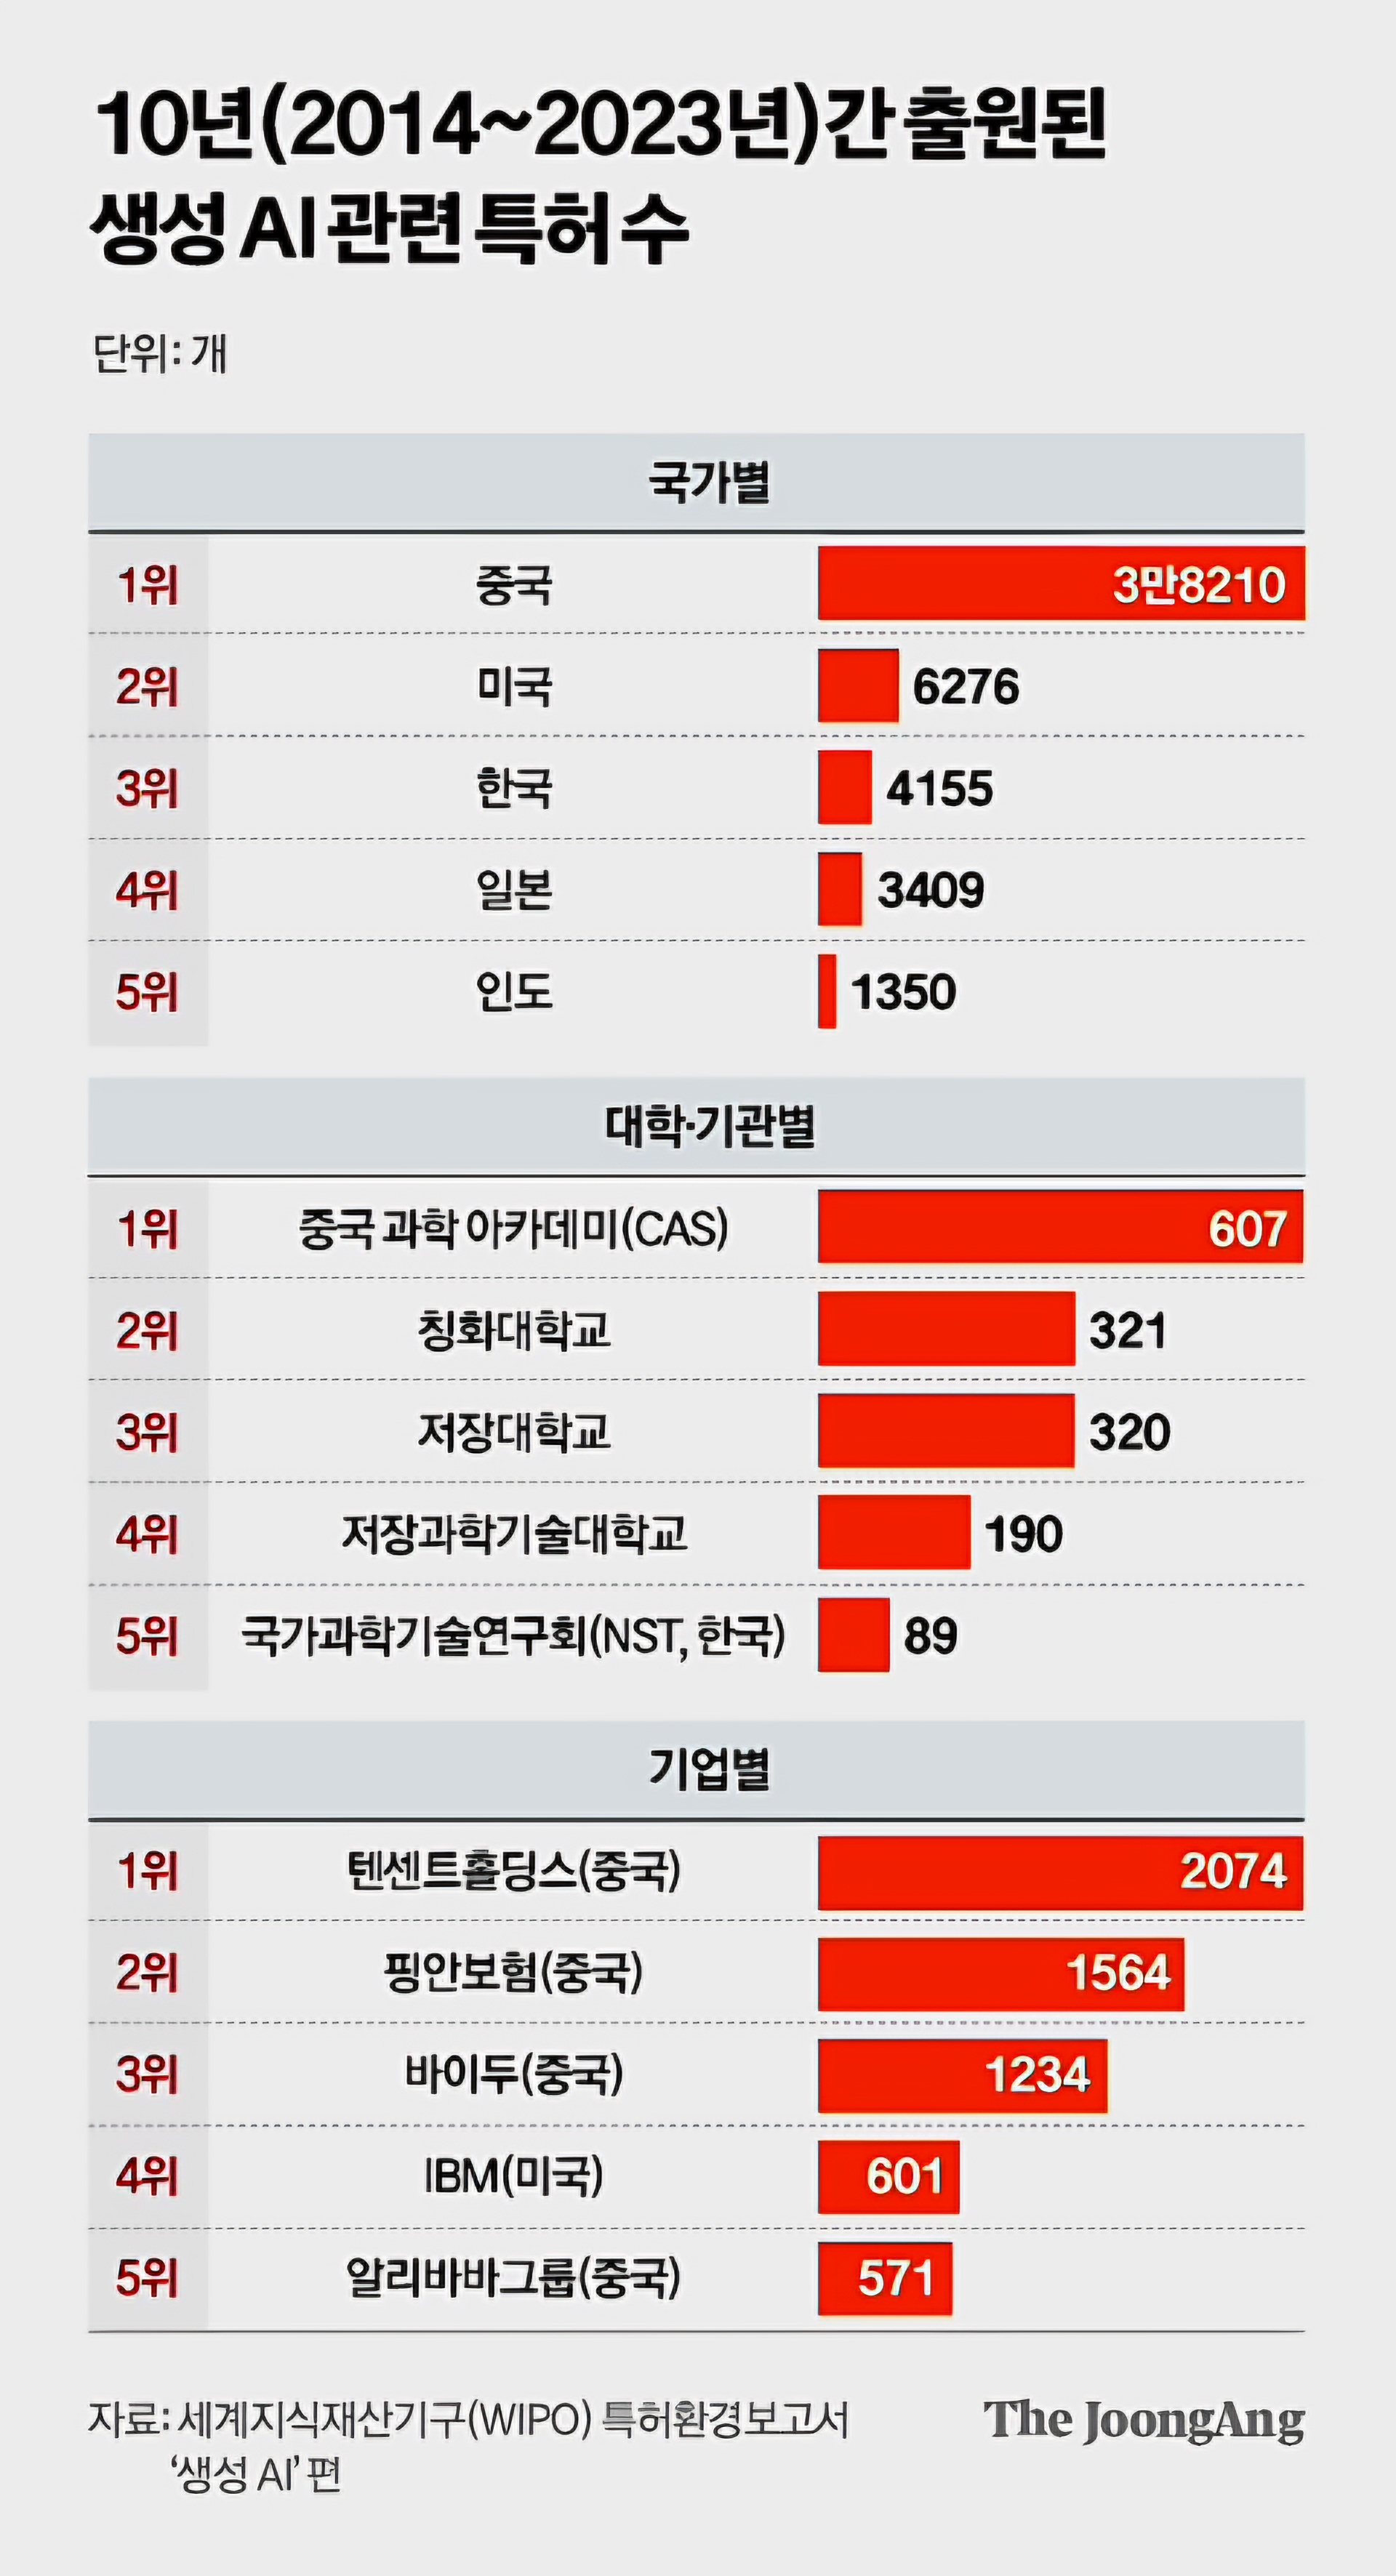 10년(2014~2023년)간 출원된
생성 AI 관련 특허 수
단위: 개
국가별
1위 중국 3만8210
2위 미국 6276
3위 한국 4155
4위 일본 3409
5위 인도 1350
대학·기관별
1위 중국 과학 아카데미(CAS) 607
2위 칭화대학교 321
3위 저장대학교 320
4위 저장과학기술대학교 190
5위 국가과학기술연구회(NST, 한국) 89
기업별
1위 텐센트홀딩스(중국) 2074
2위 핑안보험(중국) 1564
3위 바이두(중국) 1234
4위 IBM(미국) 601
5위 알리바바그룹(중국) 571
자료: 세계지식재산기구(WIPO) 특허환경보고서 The JoongAng
‘생성 AI’ 편